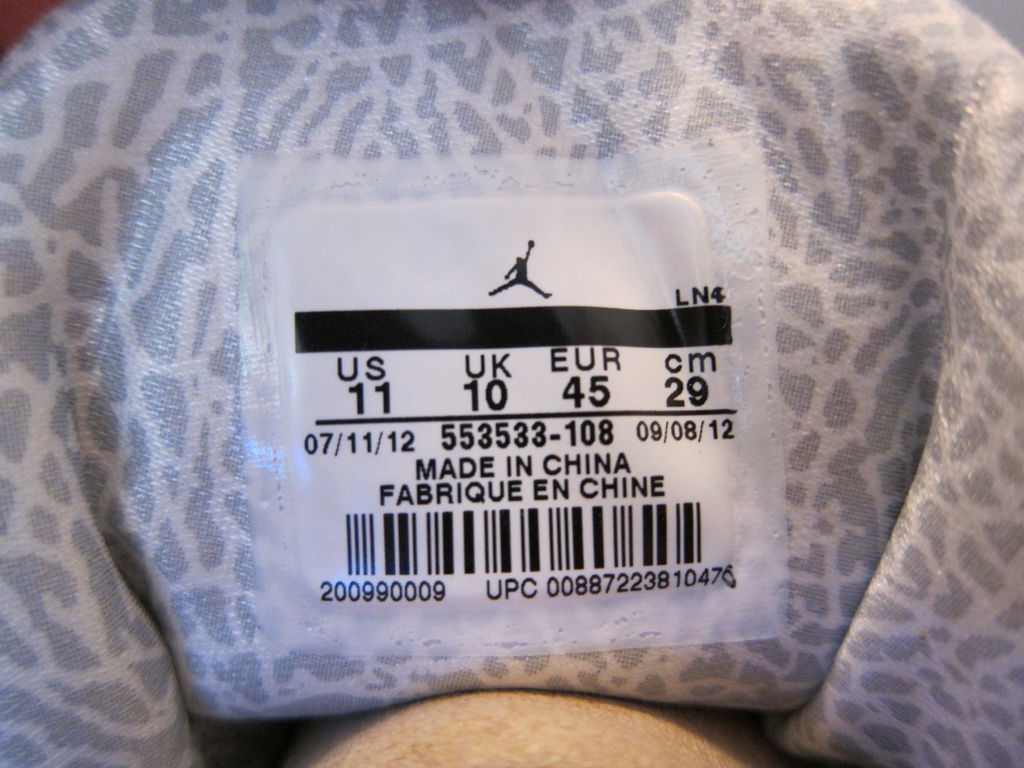 LN4
US UK EUR cm
11 10 45 29
07/11/12 553533-108 09/08/12
MADE IN CHINA
FABRIQUE EN CHINE
200990009 UPC 00887223810476